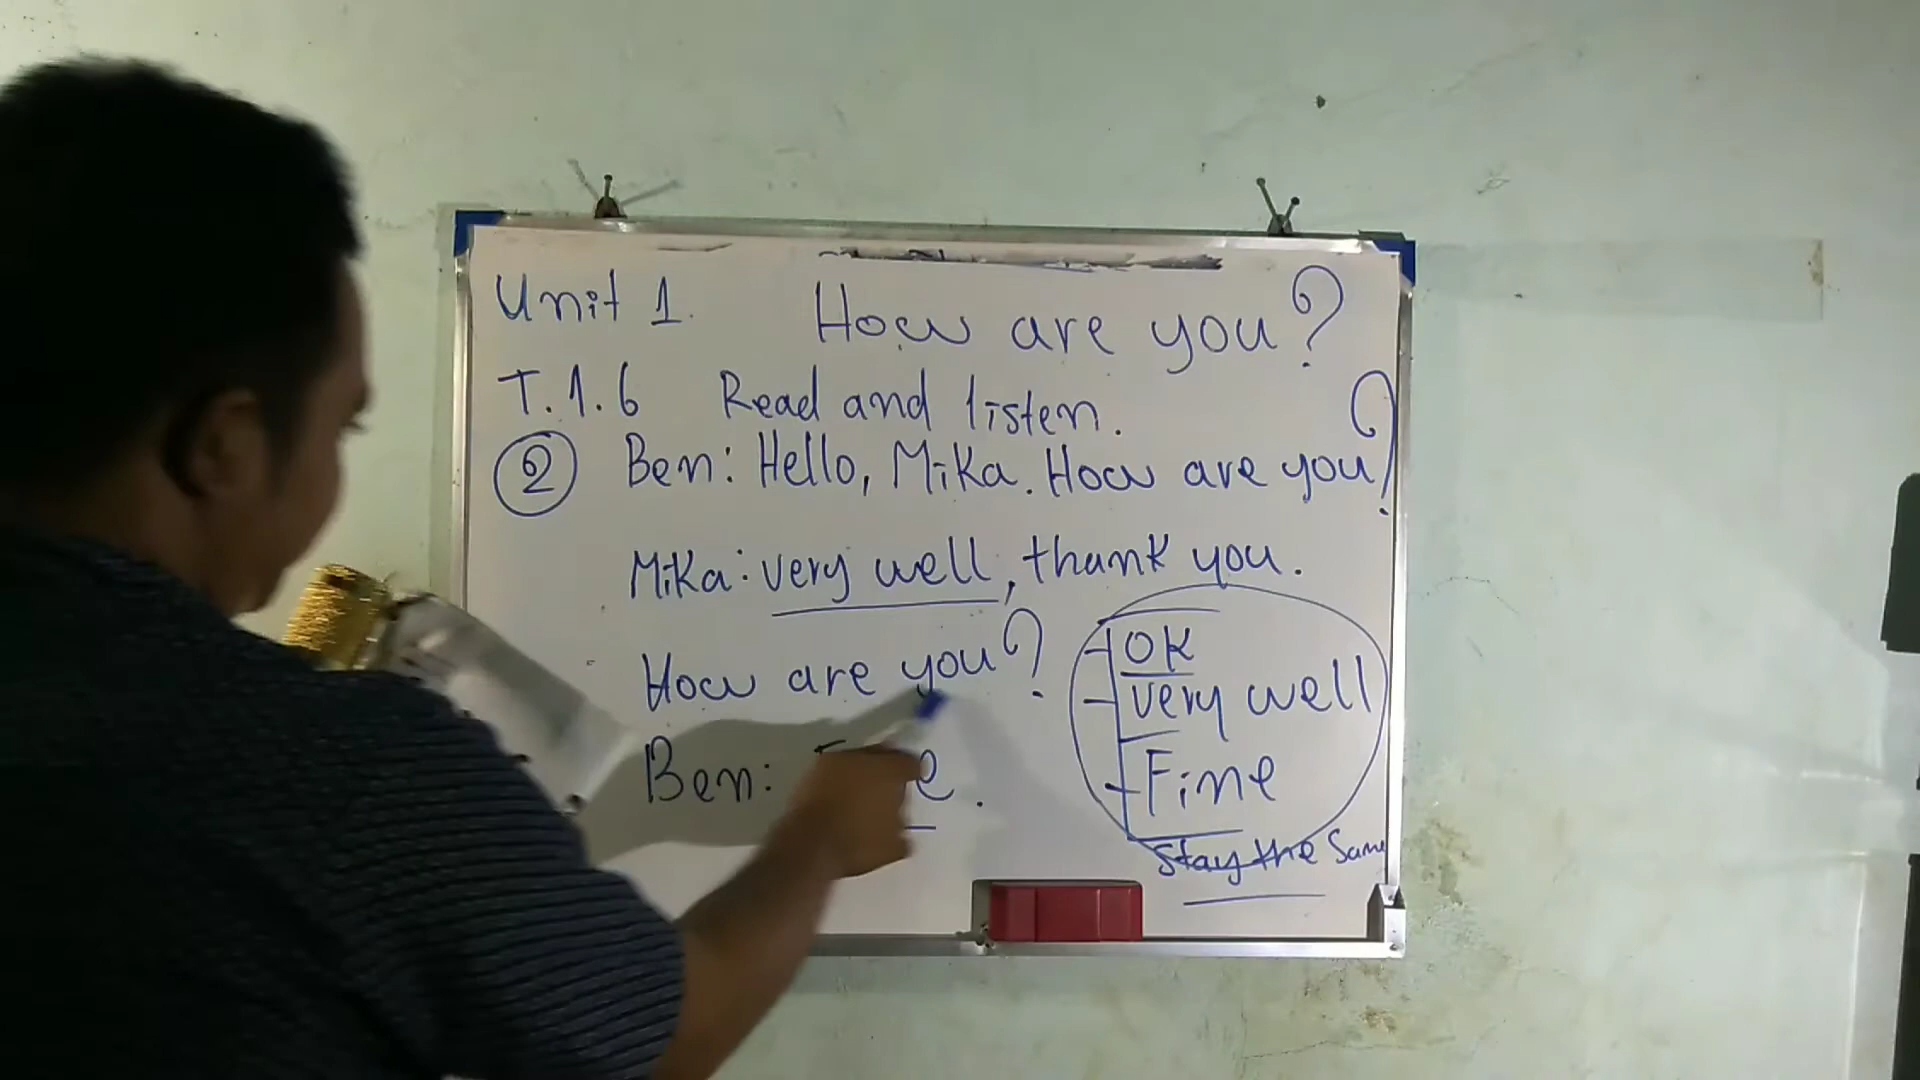 Unit 1. How are you?
T.1.6 Read and listen.
2 Ben: Hello, Mika. How are you?
Mika: very well, thank you.
How are you?
Ben:
- OK
- very well
- Fine
Stay the Same